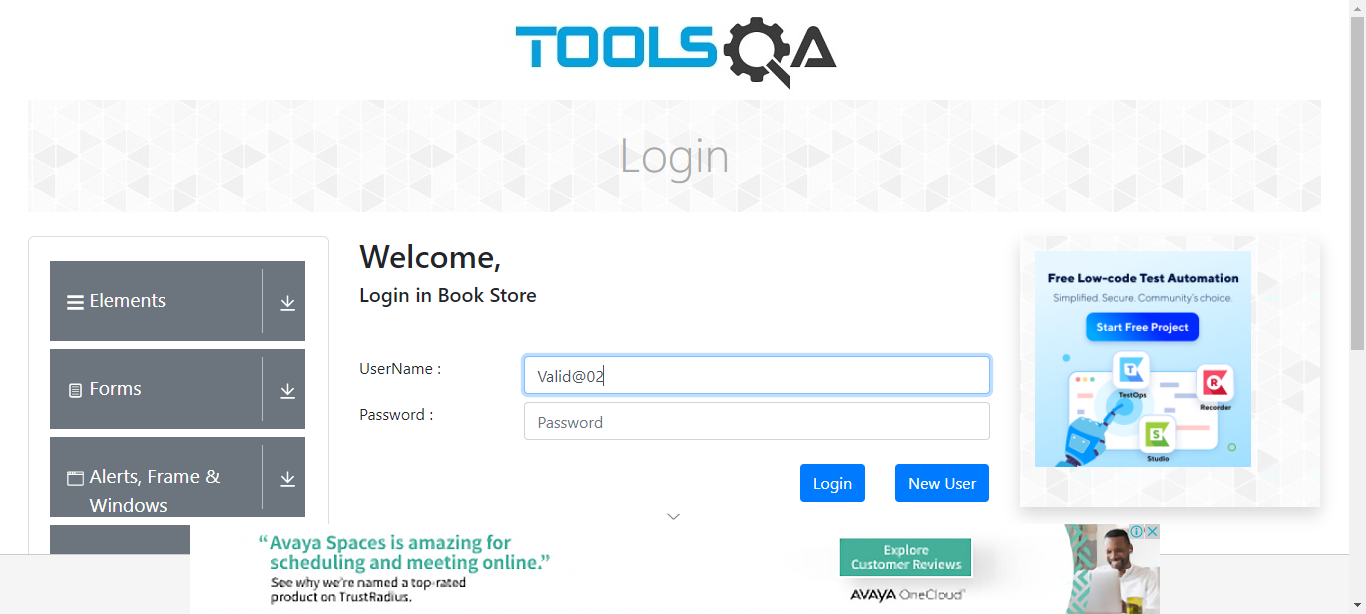 TOOLSQA
Login
Elements
Forms
Alerts, Frame &
Windows
Welcome,
Login in Book Store
UserName :
Valid@02
Password :
Password
Login
New User
Free Low-code Test Automation
Simplified. Secure. Community's choice.
Start Free Project
TestOps
Recorder
Studio
“Avaya Spaces is amazing for
scheduling and meeting online.”
See why we're named a top-rated
product on TrustRadius.
Explore
Customer Reviews
AVAYA OneCloud